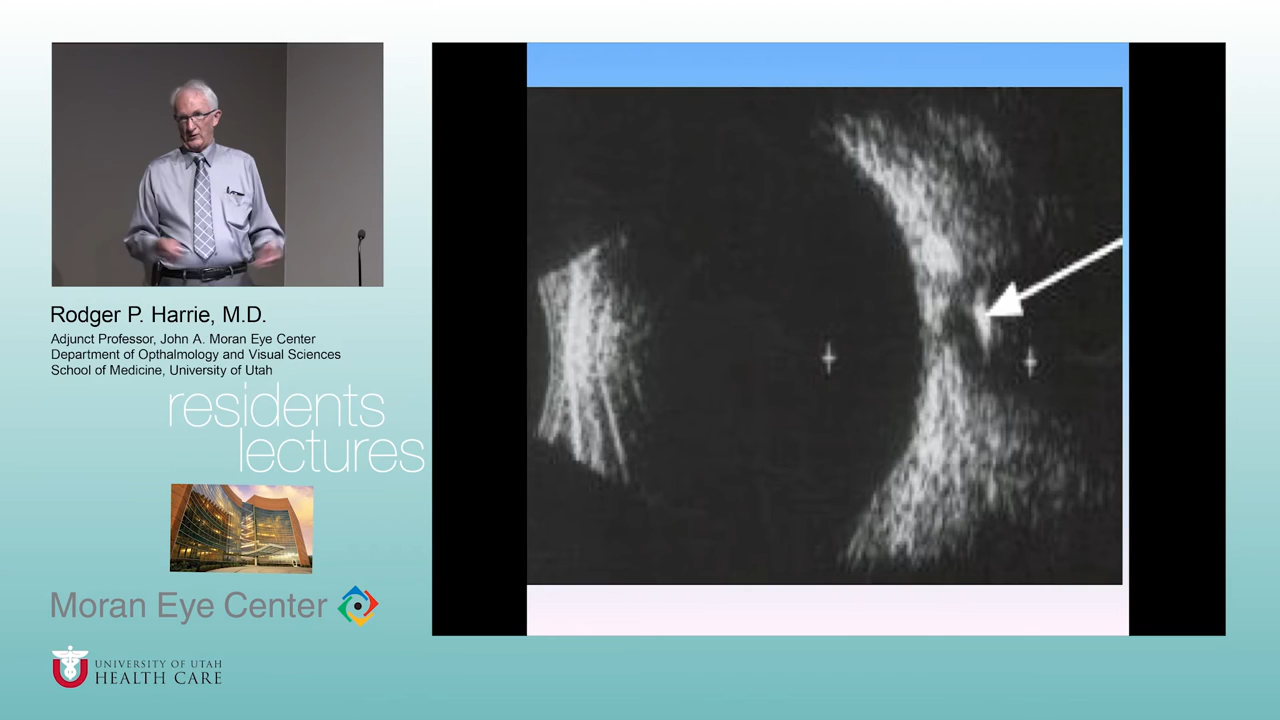 Rodger P. Harrie, M.D.
Adjunct Professor, John A. Moran Eye Center
Department of Opthalmology and Visual Sciences
School of Medicine, University of Utah
residents
lectures
Moran Eye Center
UNIVERSITY OF UTAH
HEALTH CARE